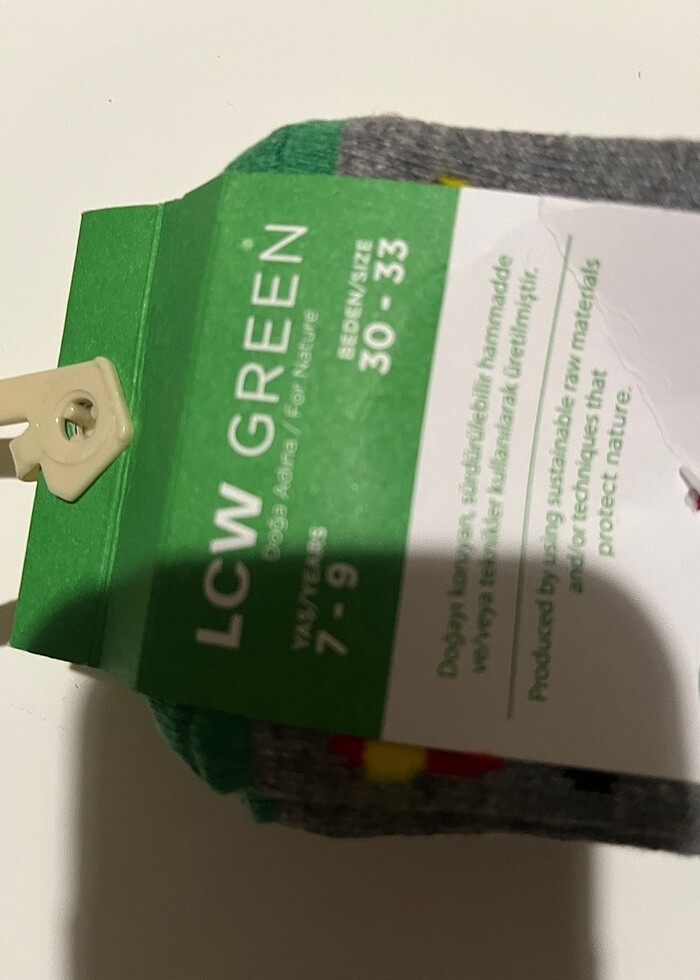 LCW GREEN
Doğa Adına / For Nature
YAŞ/YEARS
7 - 9
BEDEN/SIZE
30 - 33
Doğayı koruyan, sürdürülebilir hammadde
ve/veya teknikler kullanılarak üretilmiştir.
Produced by using sustainable raw materials
and/or techniques that
protect nature.